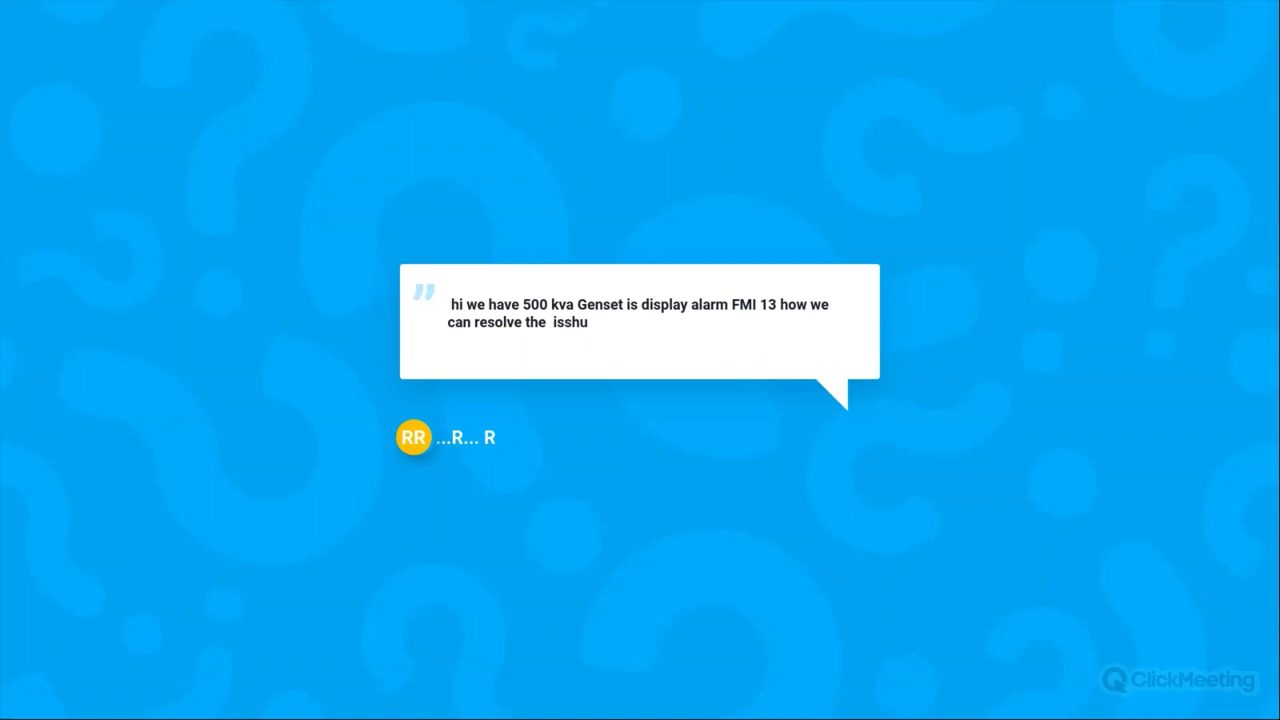 hi we have 500 kva Genset is display alarm FMI 13 how we
can resolve the  isshu
RR ...R... R
ClickMeeting